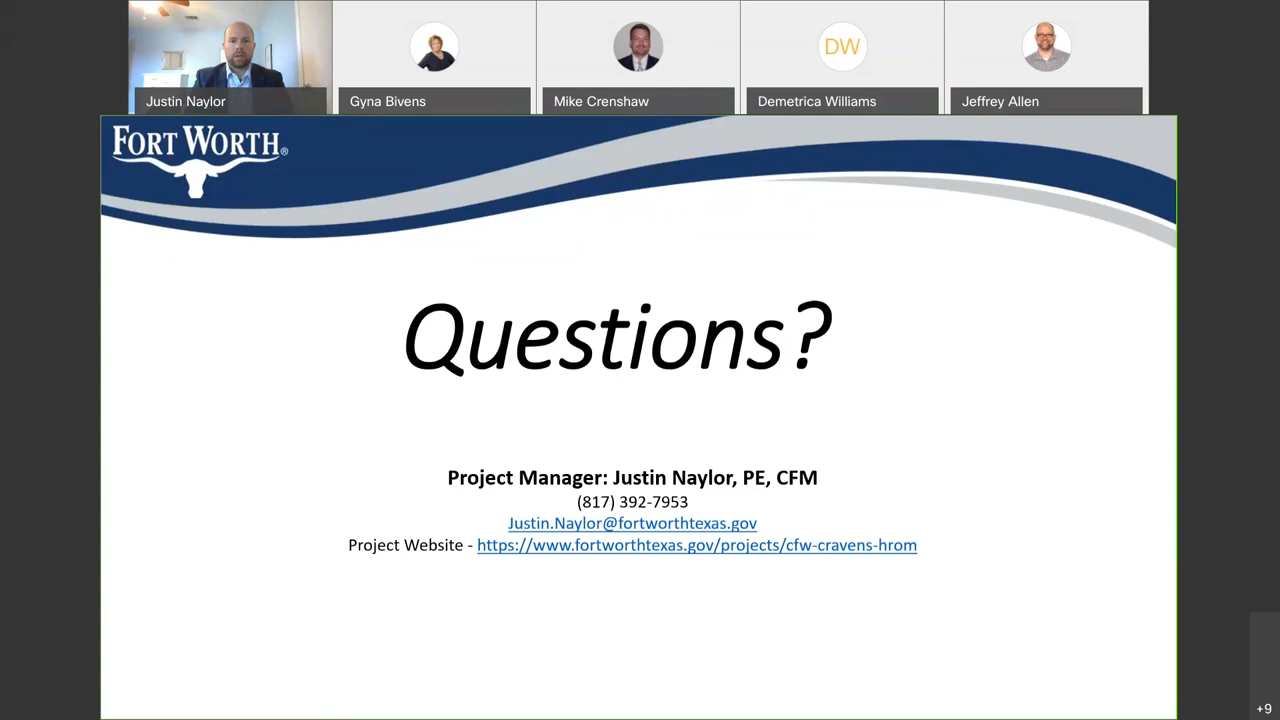 Justin Naylor
Gyna Bivens
Mike Crenshaw
DW
Demetrica Williams
Jeffrey Allen
FORT WORTH®
Questions?
Project Manager: Justin Naylor, PE, CFM
(817) 392-7953
Justin.Naylor@fortworthtexas.gov
Project Website - https://www.fortworthtexas.gov/projects/cfw-cravens-hrom
+9